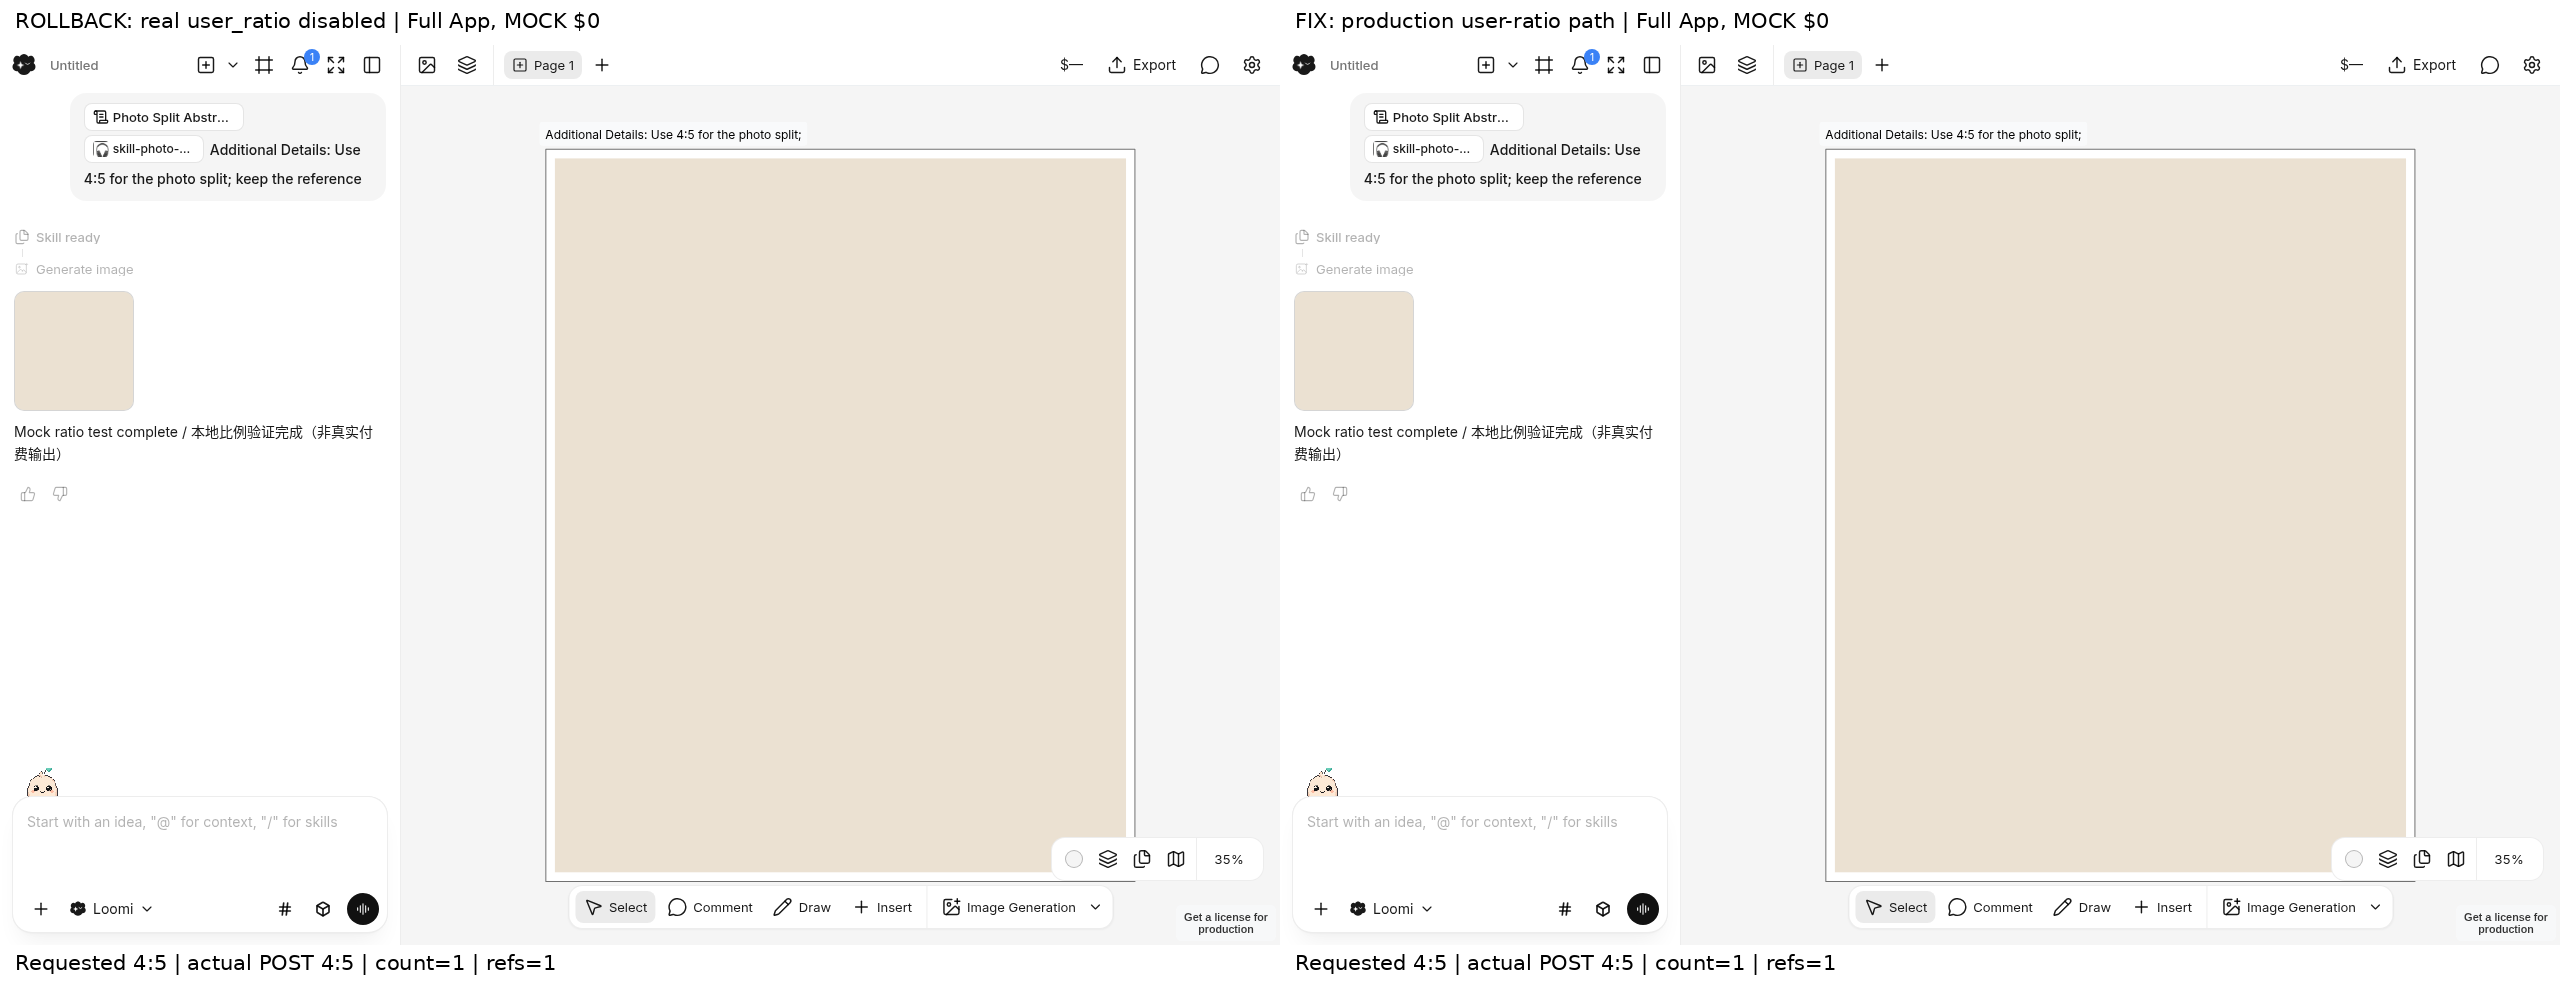 ROLLBACK: real user_ratio disabled | Full App, MOCK $0
Untitled
1
Page 1
$—
Export
Photo Split Abstr...
skill-photo-... Additional Details: Use
4:5 for the photo split; keep the reference
Skill ready
Generate image
Mock ratio test complete / 本地比例验证完成（非真实付
费输出）
Additional Details: Use 4:5 for the photo split;
Start with an idea, "@" for context, "/" for skills
Loomi
35%
Select
Comment
Draw
Insert
Image Generation
Get a license for
production
Requested 4:5 | actual POST 4:5 | count=1 | refs=1
FIX: production user-ratio path | Full App, MOCK $0
Untitled
1
Page 1
$—
Export
Photo Split Abstr...
skill-photo-... Additional Details: Use
4:5 for the photo split; keep the reference
Skill ready
Generate image
Mock ratio test complete / 本地比例验证完成（非真实付
费输出）
Additional Details: Use 4:5 for the photo split;
Start with an idea, "@" for context, "/" for skills
Loomi
35%
Select
Comment
Draw
Insert
Image Generation
Get a license for
production
Requested 4:5 | actual POST 4:5 | count=1 | refs=1